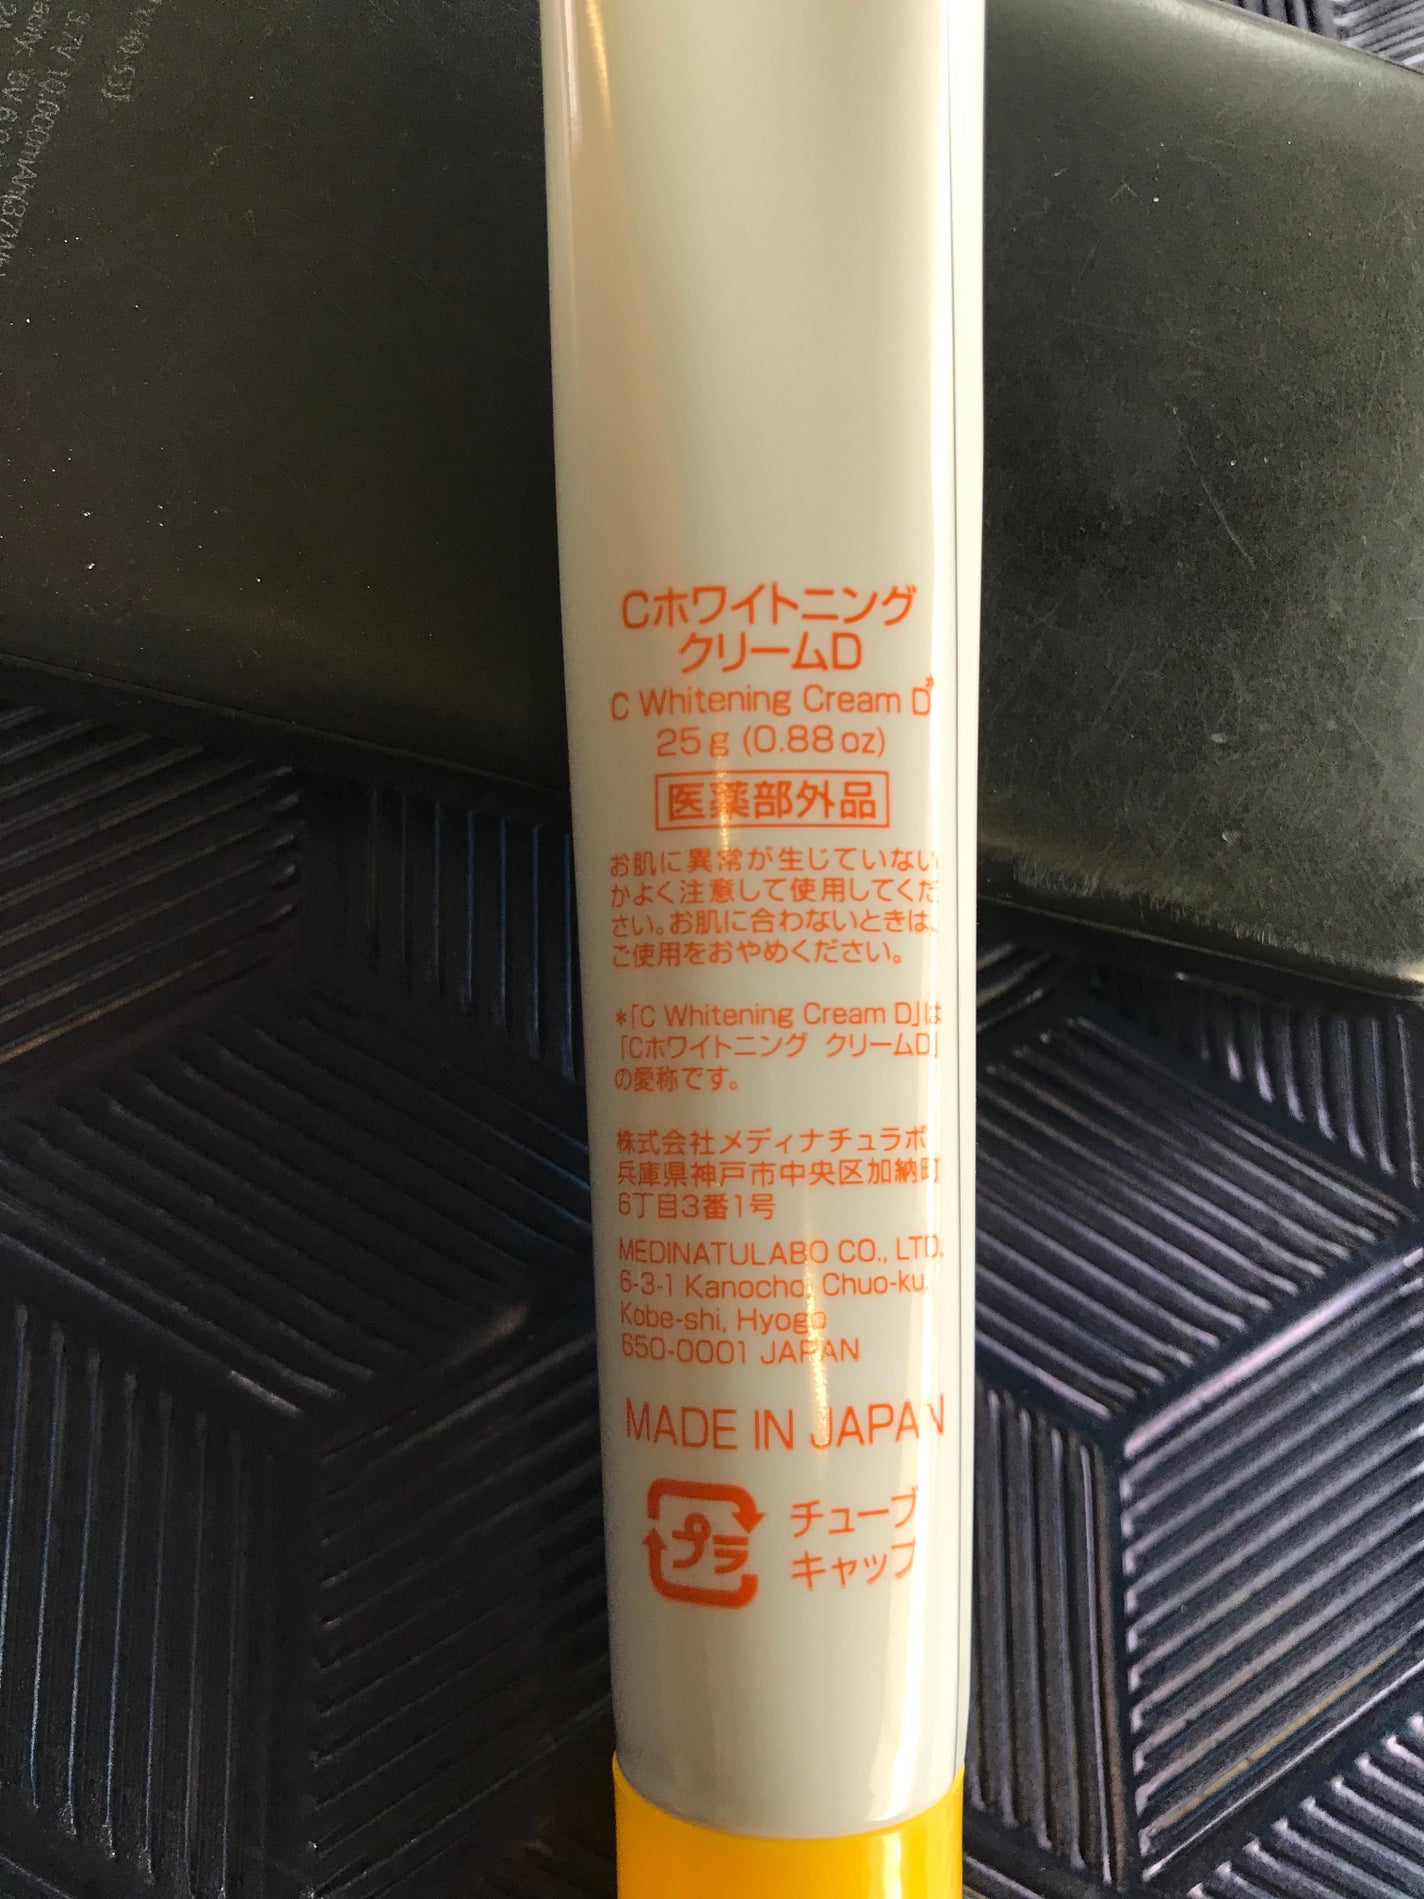 3.7V 10,000mAh(37Wh
Cホワイトニング
クリームD
C Whitening Cream D*
25g (0.88oz)
医薬部外品
お肌に異常が生じていない
かよく注意して使用してくだ
さい。お肌に合わないときは、
ご使用をおやめください。
*「C Whitening Cream D」は
「Cホワイトニング クリームD」
の愛称です。
株式会社メディナチュラボ
兵庫県神戸市中央区加納町
6丁目3番1号
MEDINATULABO CO., LTD.
6-3-1 Kanocho, Chuo-ku,
Kobe-shi, Hyogo
650-0001 JAPAN
MADE IN JAPAN
プラ チューブ
キャップ